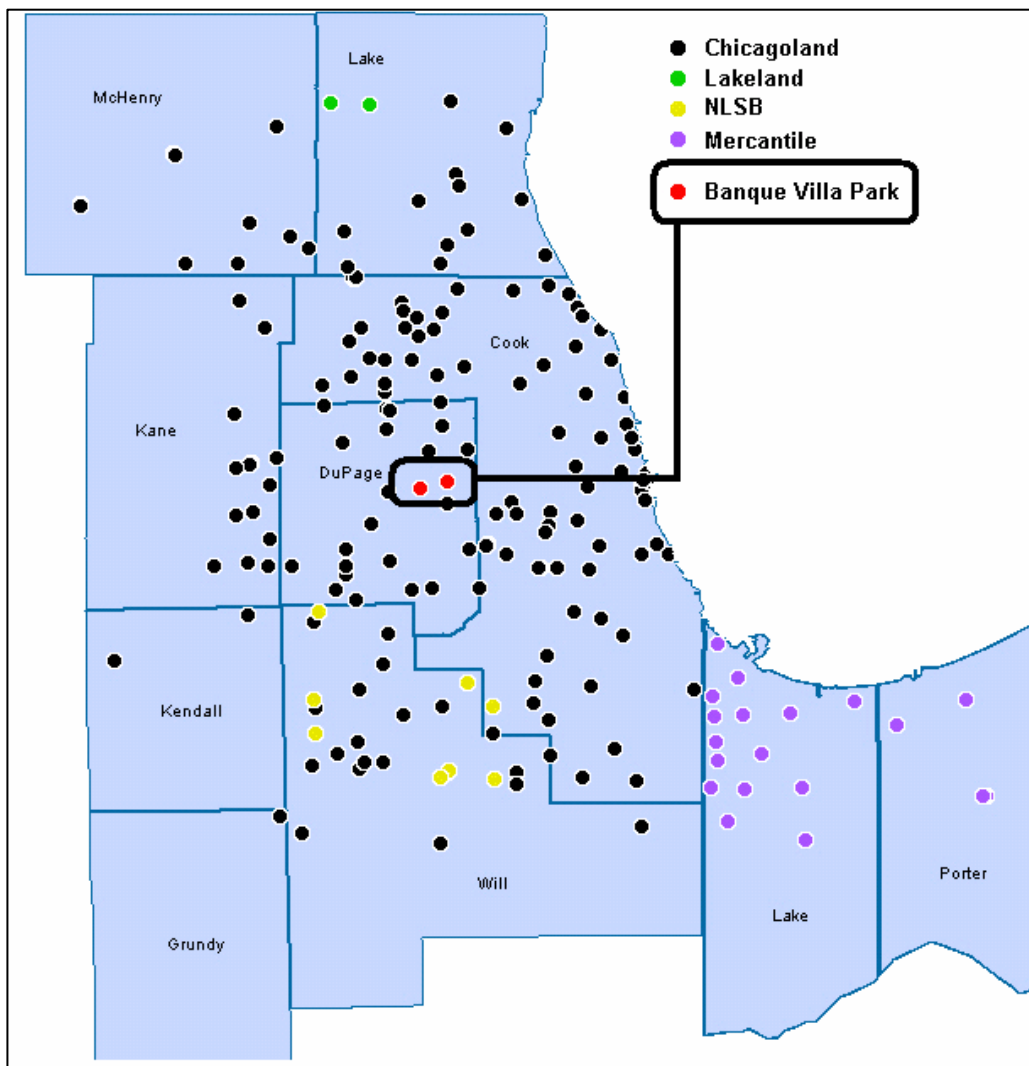 Lake
McHenry
Chicagoland
Lakeland
NLSB
Mercantile
Banque Villa Park
Cook
Kane
DuPage
Kendall
Will
Grundy
Lake
Porter